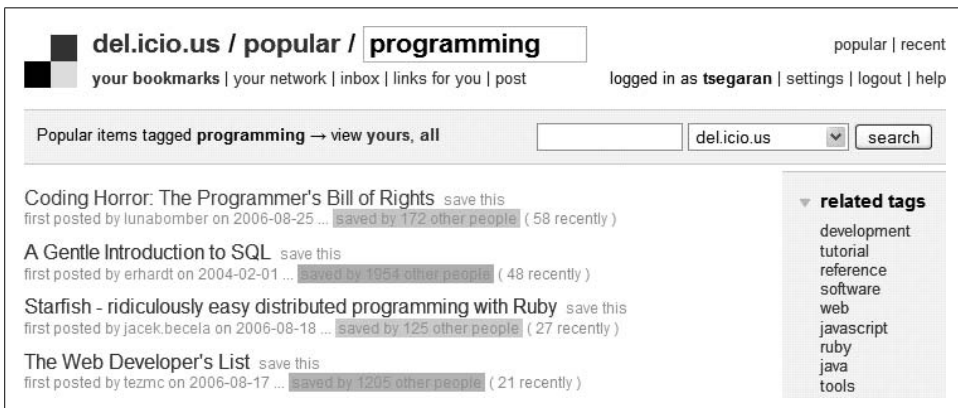 del.icio.us / popular / programming
popular | recent
your bookmarks | your network | inbox | links for you | post
logged in as tsegaran | settings | logout | help
Popular items tagged programming → view yours, all
del.icio.us
search
Coding Horror: The Programmer's Bill of Rights save this
first posted by lunabomber on 2006-08-25 ... saved by 172 other people ( 58 recently )
A Gentle Introduction to SQL save this
first posted by erhardt on 2004-02-01 ... saved by 1954 other people ( 48 recently )
Starfish - ridiculously easy distributed programming with Ruby save this
first posted by jacek.becela on 2006-08-18 ... saved by 125 other people ( 27 recently )
The Web Developer's List save this
first posted by tezmc on 2006-08-17 ... saved by 1205 other people ( 21 recently )
related tags
development
tutorial
reference
software
web
javascript
ruby
java
tools